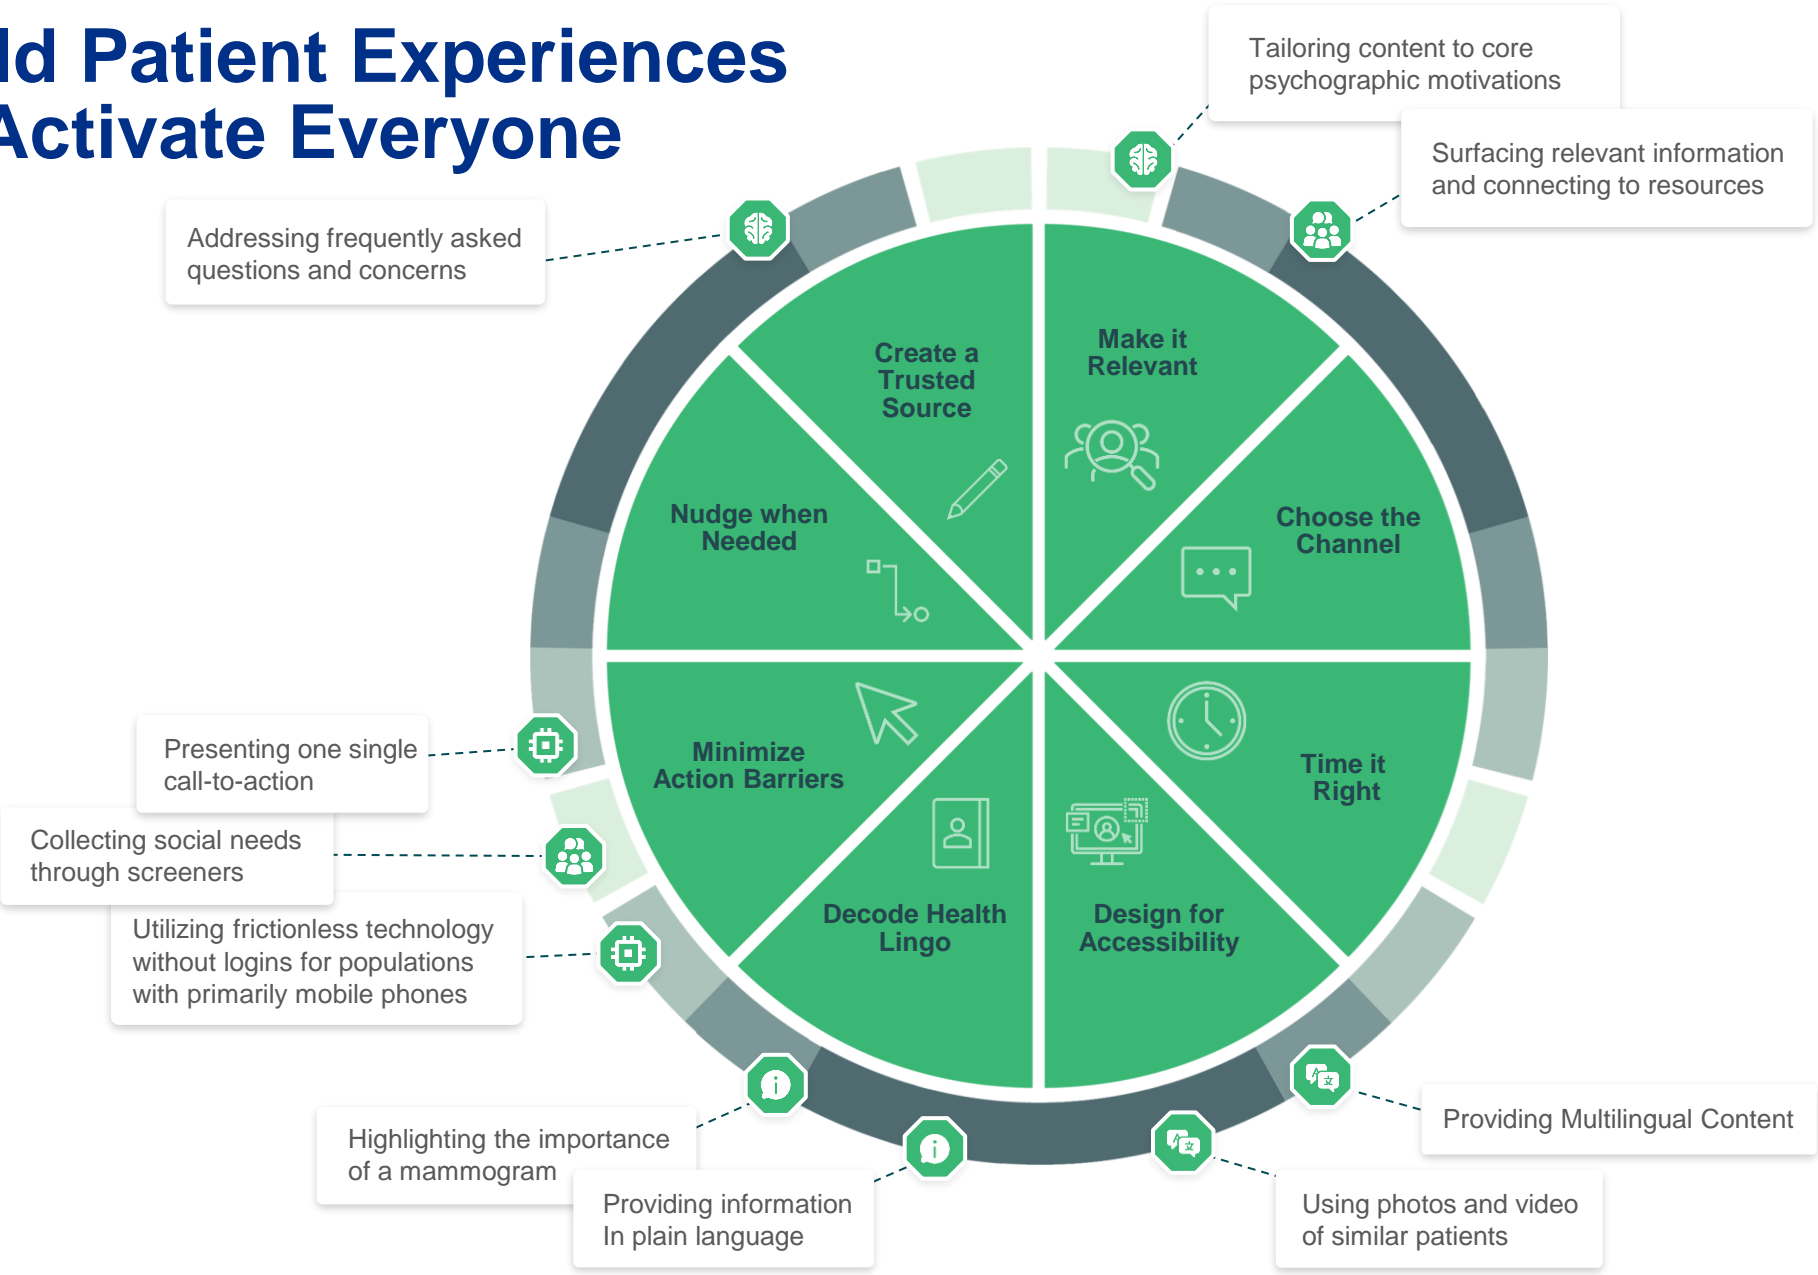 ld Patient Experiences
Activate Everyone
Tailoring content to core
psychographic motivations
Surfacing relevant information
and connecting to resources
Addressing frequently asked
questions and concerns
Create a
Trusted
Source
Make it
Relevant
Nudge when
Needed
Choose the
Channel
Minimize
Action Barriers
Time it
Right
Decode Health
Lingo
Design for
Accessibility
Presenting one single
call-to-action
Collecting social needs
through screeners
Utilizing frictionless technology
without logins for populations
with primarily mobile phones
Highlighting the importance
of a mammogram
Providing information
In plain language
Providing Multilingual Content
Using photos and video
of similar patients